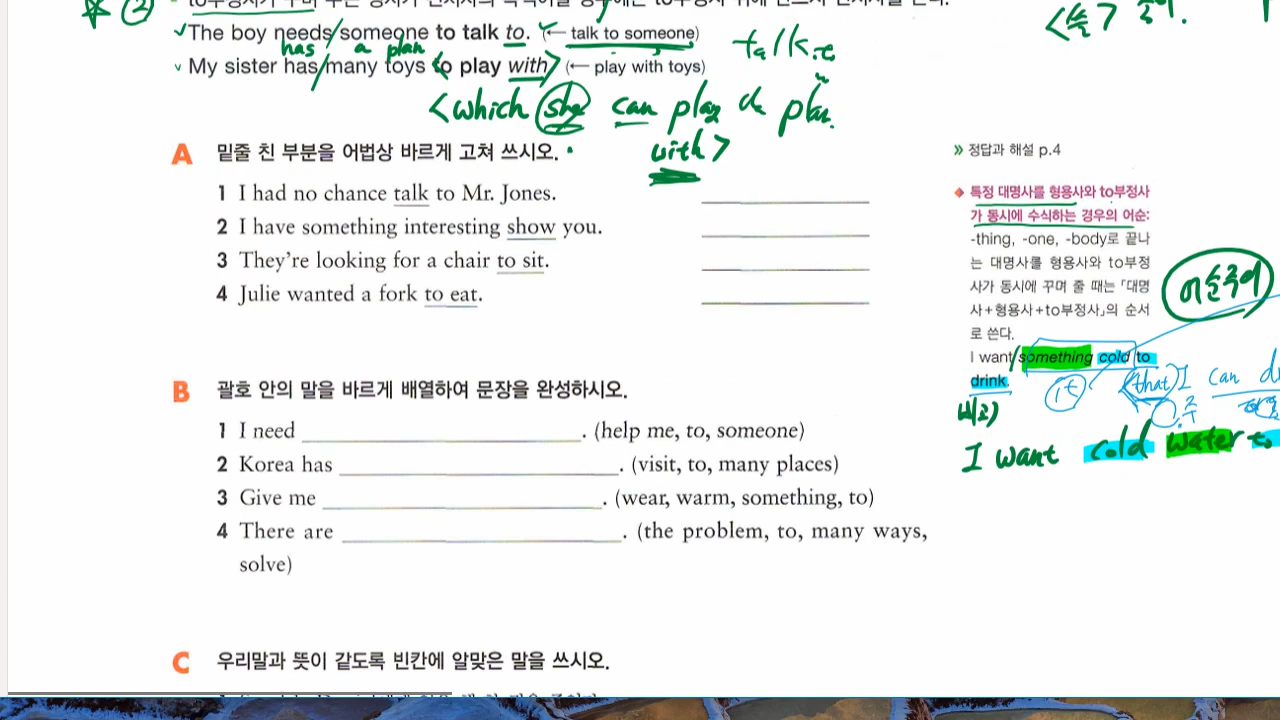 ②
The boy needs/someone to talk to. (← talk to someone)
talk to
<속>
has a plan
My sister has/many toys to play with (← play with toys)
<which she can play
with>
A 밑줄 친 부분을 어법상 바르게 고쳐 쓰시오.
1 I had no chance talk to Mr. Jones.
2 I have something interesting show you.
3 They're looking for a chair to sit.
4 Julie wanted a fork to eat.
» 정답과 해설 p.4
◆ 특정 대명사를 형용사와 to부정사
가 동시에 수식하는 경우의 어순:
-thing, -one, -body로 끝나
는 대명사를 형용사와 to부정
사가 동시에 꾸며 줄 때는 「대명
사+형용사+to부정사」의 순서
로 쓴다.
어순주의
I want/something cold to
drink.
(it)
(that) I can
비교)
I want cold water to
B 괄호 안의 말을 바르게 배열하여 문장을 완성하시오.
1 I need ____. (help me, to, someone)
2 Korea has ____. (visit, to, many places)
3 Give me ____. (wear, warm, something, to)
4 There are ____. (the problem, to, many ways,
solve)
C 우리말과 뜻이 같도록 빈칸에 알맞은 말을 쓰시오.